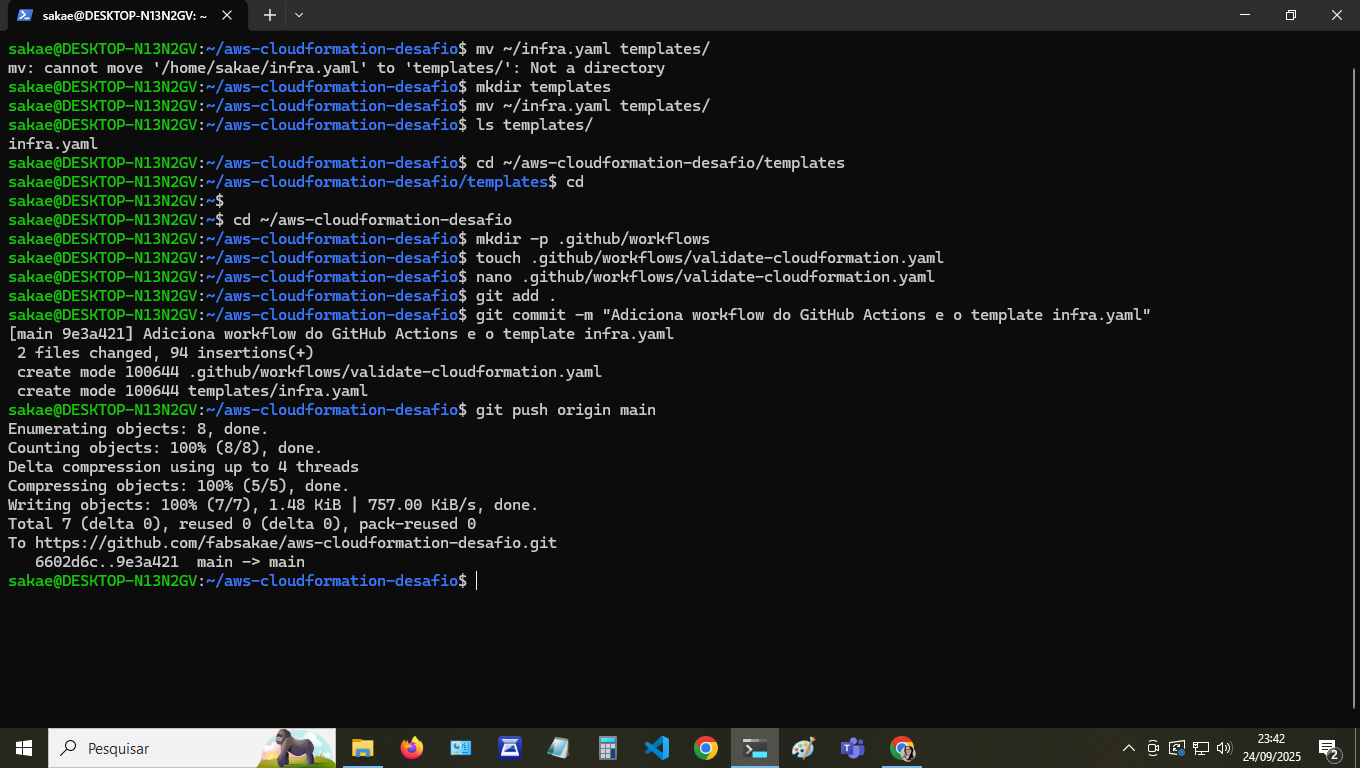 sakae@DESKTOP-N13N2GV: ~
sakae@DESKTOP-N13N2GV:~/aws-cloudformation-desafio$ mv ~/infra.yaml templates/
mv: cannot move '/home/sakae/infra.yaml' to 'templates/': Not a directory
sakae@DESKTOP-N13N2GV:~/aws-cloudformation-desafio$ mkdir templates
sakae@DESKTOP-N13N2GV:~/aws-cloudformation-desafio$ mv ~/infra.yaml templates/
sakae@DESKTOP-N13N2GV:~/aws-cloudformation-desafio$ ls templates/
infra.yaml
sakae@DESKTOP-N13N2GV:~/aws-cloudformation-desafio$ cd ~/aws-cloudformation-desafio/templates
sakae@DESKTOP-N13N2GV:~/aws-cloudformation-desafio/templates$ cd
sakae@DESKTOP-N13N2GV:~$
sakae@DESKTOP-N13N2GV:~$ cd ~/aws-cloudformation-desafio
sakae@DESKTOP-N13N2GV:~/aws-cloudformation-desafio$ mkdir -p .github/workflows
sakae@DESKTOP-N13N2GV:~/aws-cloudformation-desafio$ touch .github/workflows/validate-cloudformation.yaml
sakae@DESKTOP-N13N2GV:~/aws-cloudformation-desafio$ nano .github/workflows/validate-cloudformation.yaml
sakae@DESKTOP-N13N2GV:~/aws-cloudformation-desafio$ git add .
sakae@DESKTOP-N13N2GV:~/aws-cloudformation-desafio$ git commit -m "Adiciona workflow do GitHub Actions e o template infra.yaml"
[main 9e3a421] Adiciona workflow do GitHub Actions e o template infra.yaml
 2 files changed, 94 insertions(+)
 create mode 100644 .github/workflows/validate-cloudformation.yaml
 create mode 100644 templates/infra.yaml
sakae@DESKTOP-N13N2GV:~/aws-cloudformation-desafio$ git push origin main
Enumerating objects: 8, done.
Counting objects: 100% (8/8), done.
Delta compression using up to 4 threads
Compressing objects: 100% (5/5), done.
Writing objects: 100% (7/7), 1.48 KiB | 757.00 KiB/s, done.
Total 7 (delta 0), reused 0 (delta 0), pack-reused 0
To https://github.com/fabsakae/aws-cloudformation-desafio.git
   6602d6c..9e3a421  main -> main
sakae@DESKTOP-N13N2GV:~/aws-cloudformation-desafio$
Pesquisar
23:42
24/09/2025
2